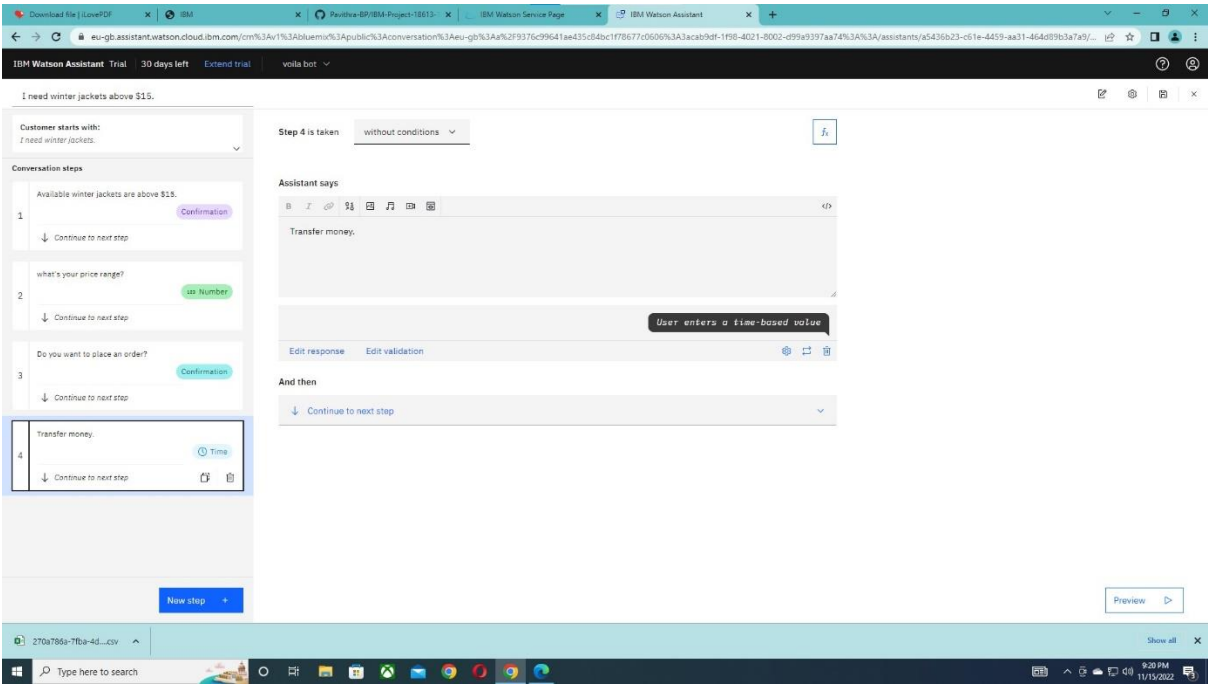 Download file | iLovePDF
IBM
Pavithra-BP/IBM-Project-18613-
IBM Watson Service Page
IBM Watson Assistant
IBM Watson Assistant Trial
30 days left
Extend trial
voila bot
I need winter jackets above $15.
Customer starts with:
I need winter jackets.
Conversation steps
1
Available winter jackets are above $15.
Confirmation
Continue to next step
2
what's your price range?
123 Number
Continue to next step
3
Do you want to place an order?
Confirmation
Continue to next step
4
Transfer money.
Time
Continue to next step
New step +
Step 4 is taken
without conditions
fx
Assistant says
B I </>
Transfer money.
User enters a time-based value
Edit response Edit validation
And then
Continue to next step
Preview
270a786a-7fba-4d....csv
Show all
Type here to search
9:20 PM
11/15/2022